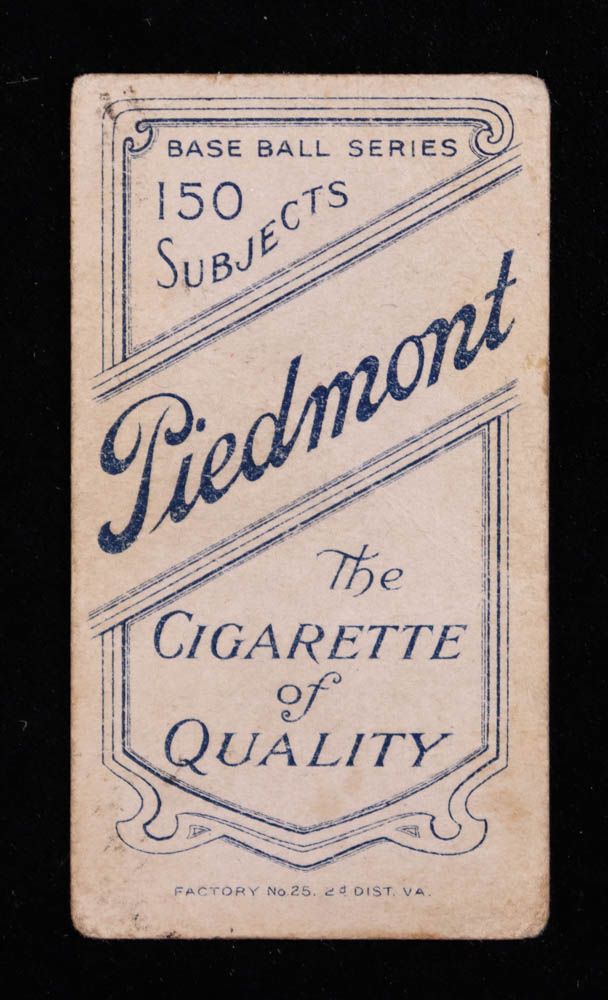 BASE BALL SERIES
150
SUBJECTS
Piedmont
The
CIGARETTE
of
QUALITY
FACTORY No. 25. 2d DIST. VA.